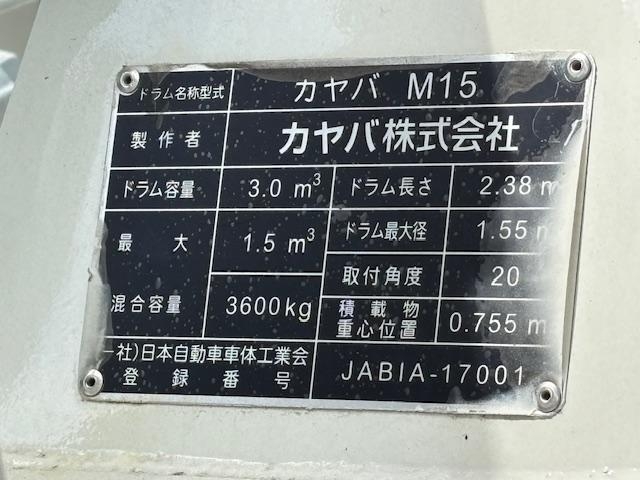 ドラム名称型式 カヤバ M15
製作者 カヤバ株式会社
ドラム容量 3.0 m³ ドラム長さ 2.38 m
最大 1.5 m³ ドラム最大径 1.55 m
混合容量 3600kg 取付角度 20
積載物
重心位置 0.755 m
社)日本自動車車体工業会
登録番号 JABIA-17001